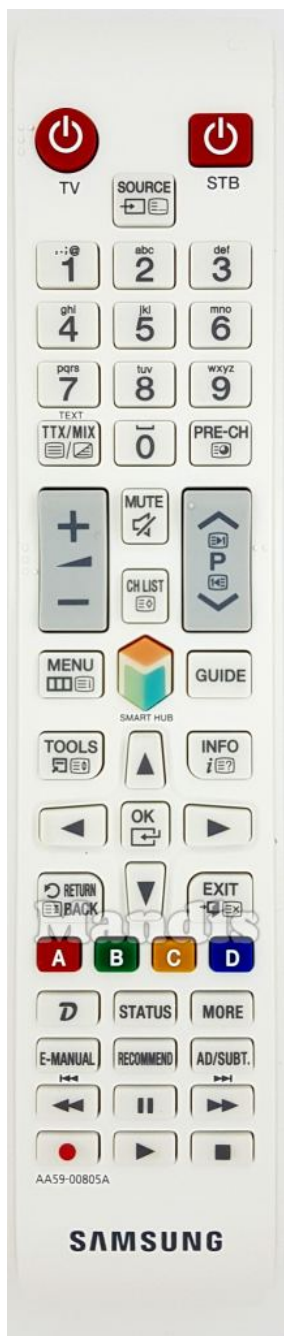 TV
STB
SOURCE
.-;@ abc def
1 2 3
ghi jkl mno
4 5 6
pqrs tuv wxyz
7 8 9
TEXT
TTX/MIX 0 PRE-CH
MUTE
+
P
-
CH LIST
MENU
GUIDE
SMART HUB
TOOLS
INFO
i
OK
RETURN
BACK
EXIT
Mandis
A B C D
D STATUS MORE
E-MANUAL RECOMMEND AD/SUBT.
AA59-00805A
SAMSUNG